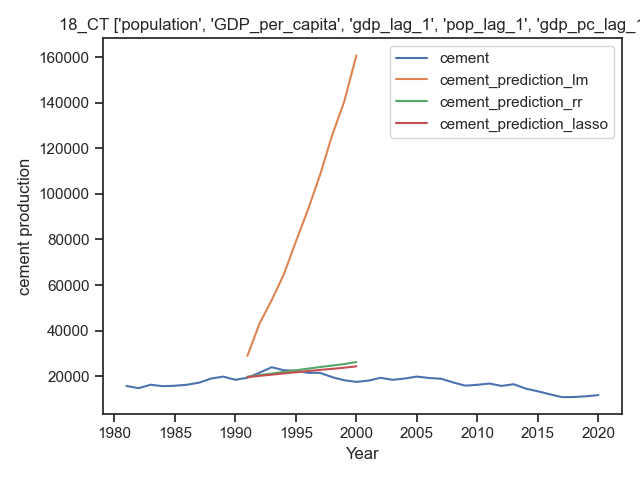 18_CT ['population', 'GDP_per_capita', 'gdp_lag_1', 'pop_lag_1', 'gdp_pc_lag_1
cement
cement_prediction_lm
cement_prediction_rr
cement_prediction_lasso
160000
140000
120000
100000
80000
60000
40000
20000
cement production
1980 1985 1990 1995 2000 2005 2010 2015 2020
Year